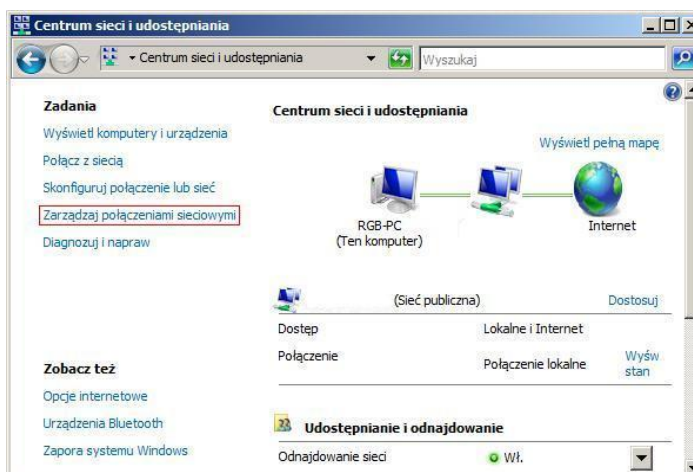 Centrum sieci i udostępniania
Centrum sieci i udostępniania
Wyszukaj
Zadania
Wyświetl komputery i urządzenia
Połącz z siecią
Skonfiguruj połączenie lub sieć
Zarządzaj połączeniami sieciowymi
Diagnozuj i napraw
Zobacz też
Opcje internetowe
Urządzenia Bluetooth
Zapora systemu Windows
Centrum sieci i udostępniania
Wyświetl pełną mapę
RGB-PC
(Ten komputer)
Internet
(Sieć publiczna) Dostosuj
Dostęp Lokalne i Internet
Połączenie Połączenie lokalne Wyśw
stan
Udostępnianie i odnajdowanie
Odnajdowanie sieci Wł.